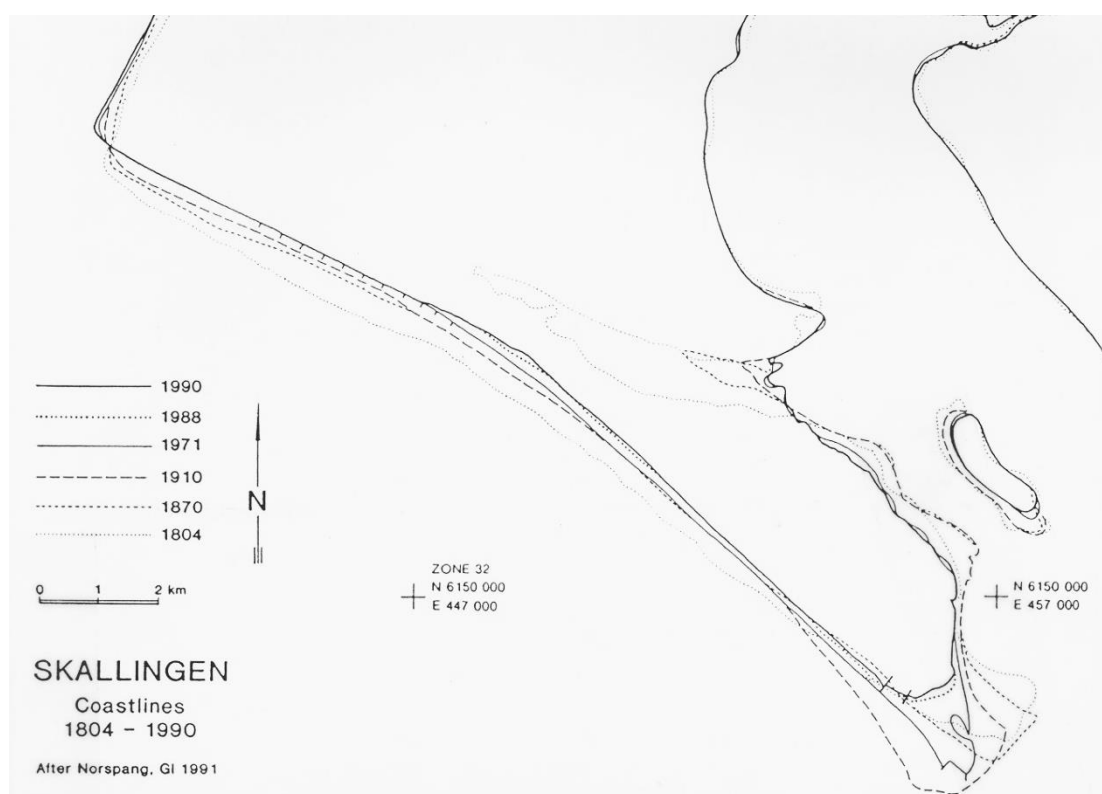 1990
1988
1971
1910
1870
1804
N
0 1 2 km
ZONE 32
N 6150 000
E 447 000
N 6150 000
E 457 000
SKALLINGEN
Coastlines
1804 – 1990
After Norspang, GI 1991